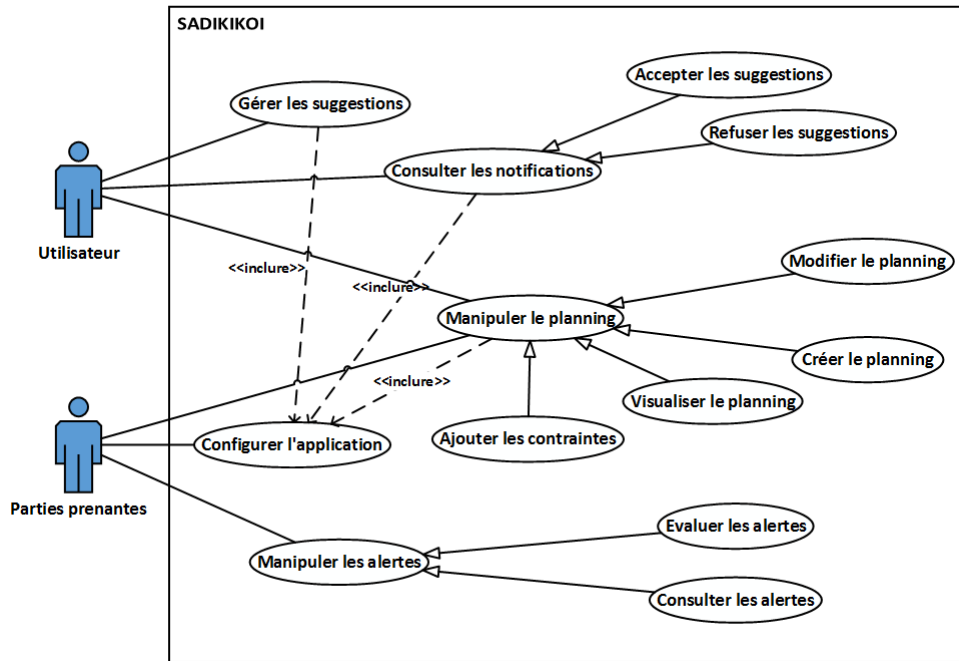 SADIKIKOI
Accepter les suggestions
Gérer les suggestions
Refuser les suggestions
Consulter les notifications
Utilisateur
<<inclure>>
Modifier le planning
<<inclure>>
Manipuler le planning
Créer le planning
<<inclure>>
Visualiser le planning
Configurer l'application
Ajouter les contraintes
Parties prenantes
Evaluer les alertes
Manipuler les alertes
Consulter les alertes